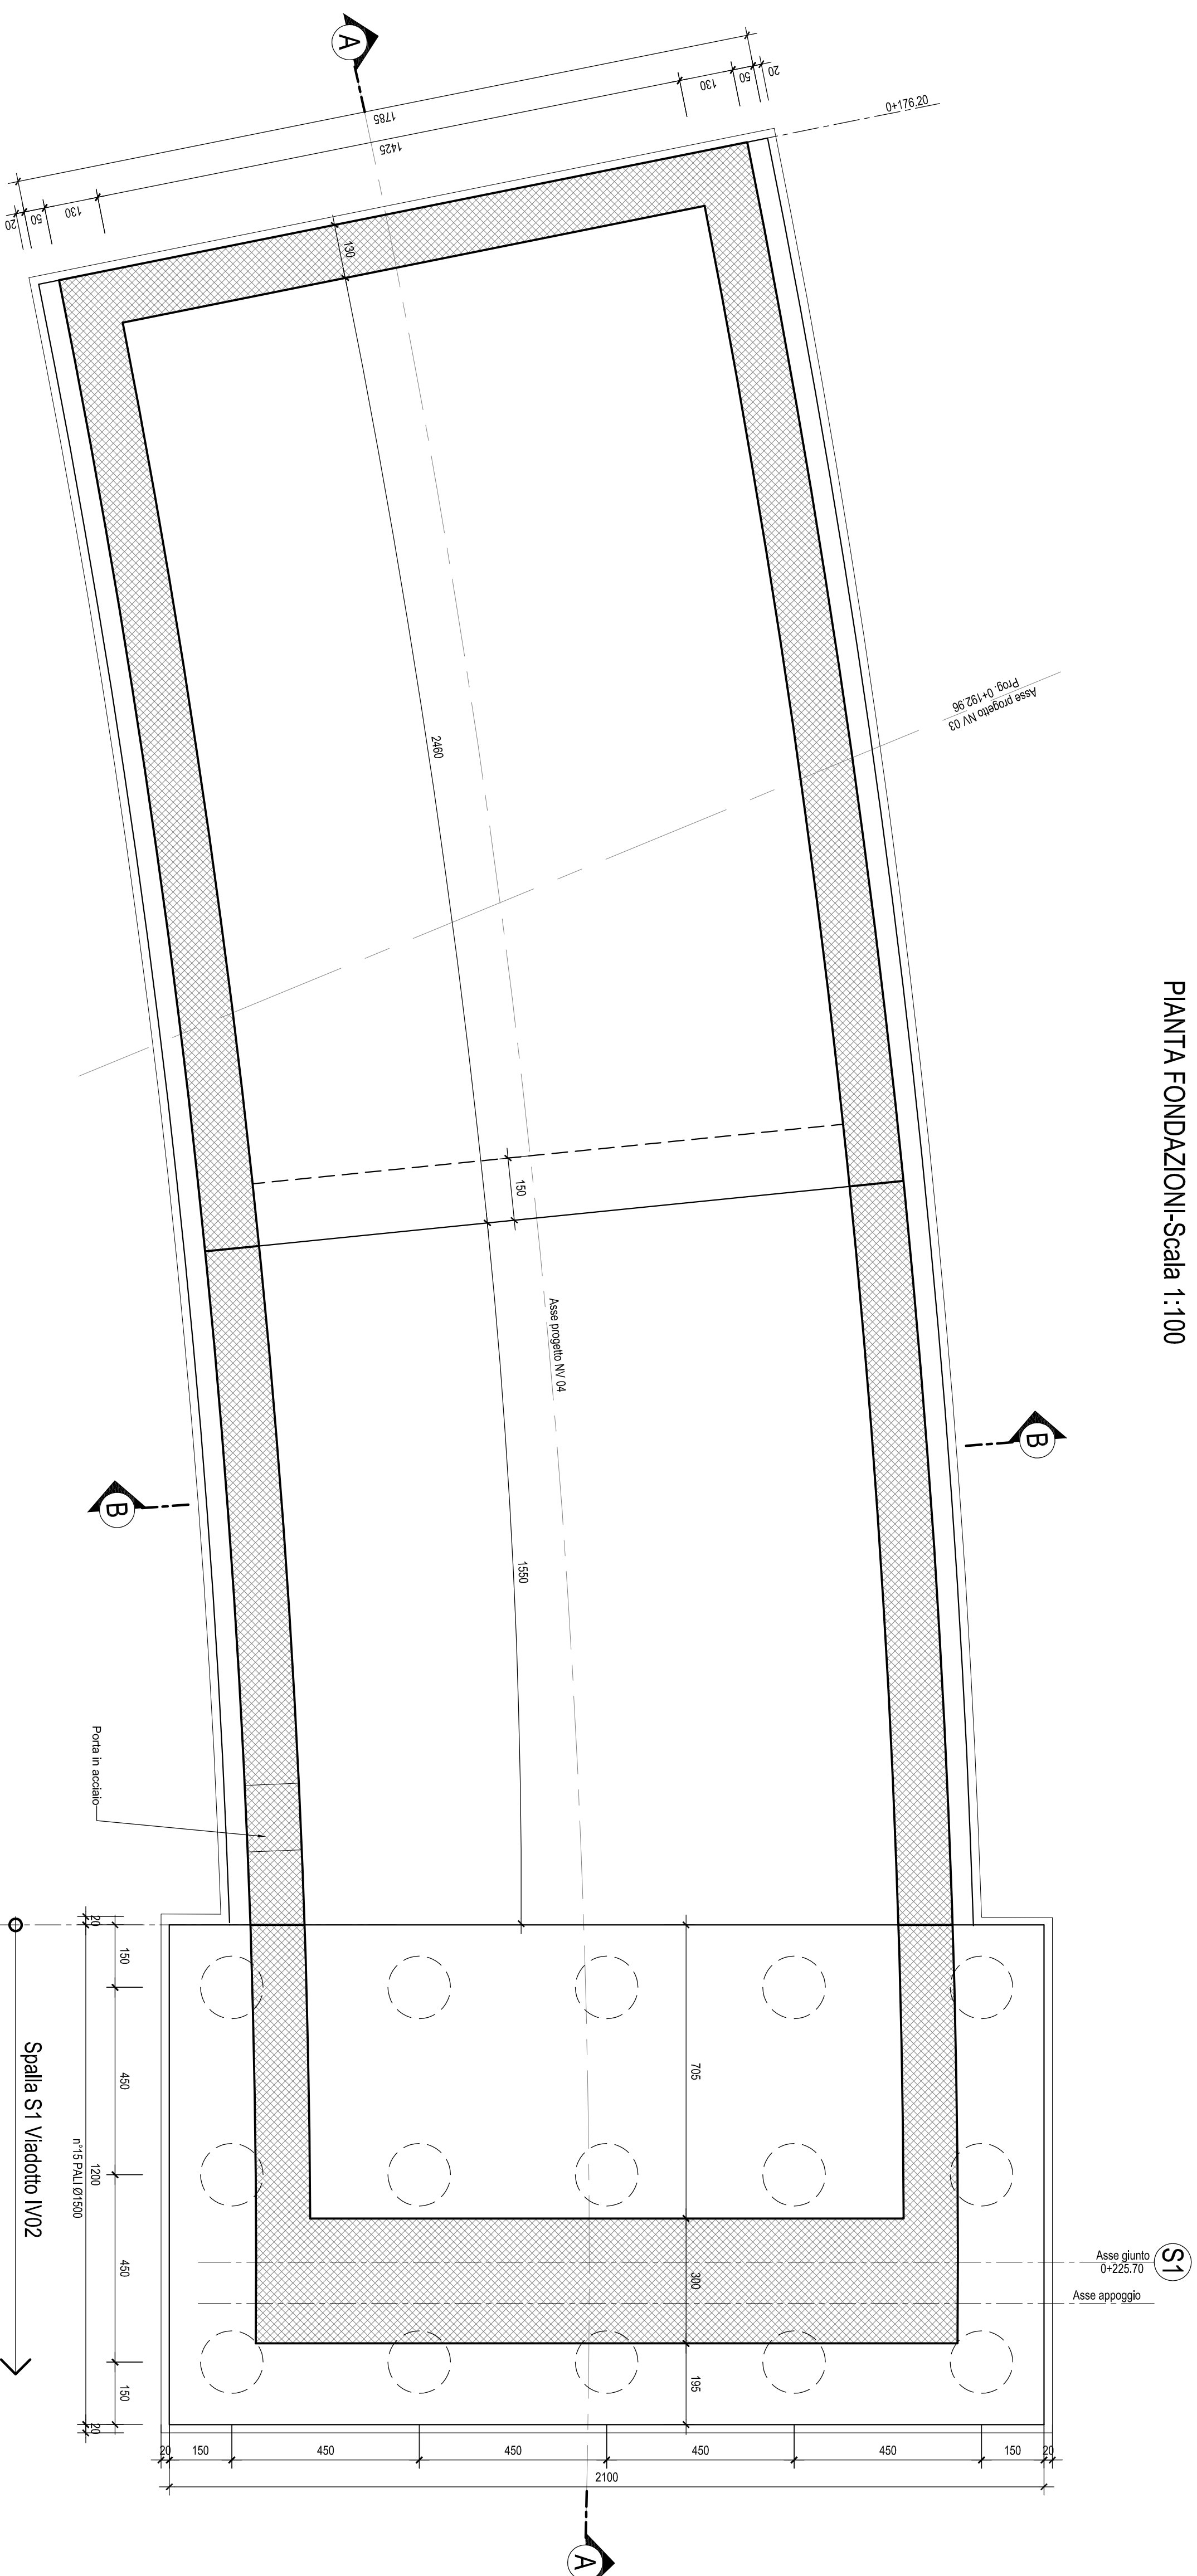 PIANTA FONDAZIONI-Scala 1:100
A
0+176.20
20
50
130
1425
1785
130
50
20
130
2460
Asse progetto NV 03
Prog. 0+192.96
150
Asse progetto NV 04
B
B
1550
Porta in acciaio
20
150
450
1200
450
150
20
n°15 PALI Ø1500
Spalla S1 Viadotto IV02
705
300
195
S1
Asse giunto
0+225.70
Asse appoggio
20
150
450
450
450
450
150
20
2100
A